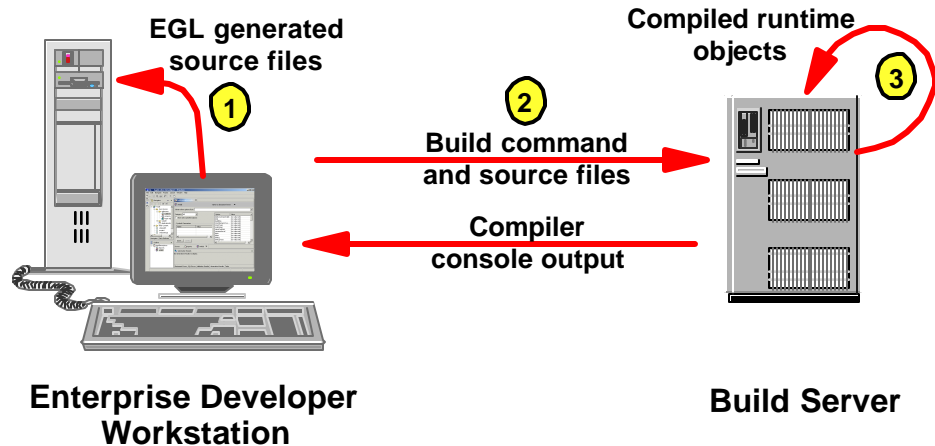 EGL generated
source files
1
2
Build command
and source files
Compiler
console output
Compiled runtime
objects
3
Enterprise Developer
Workstation
Build Server